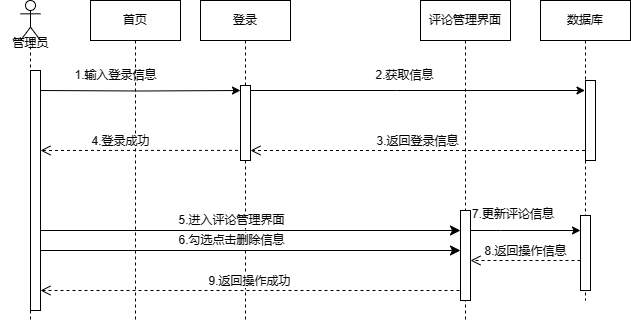 首页
登录
评论管理界面
数据库
管理员
1.输入登录信息
2.获取信息
4.登录成功
3.返回登录信息
5.进入评论管理界面
7.更新评论信息
6.勾选点击删除信息
8.返回操作信息
9.返回操作成功